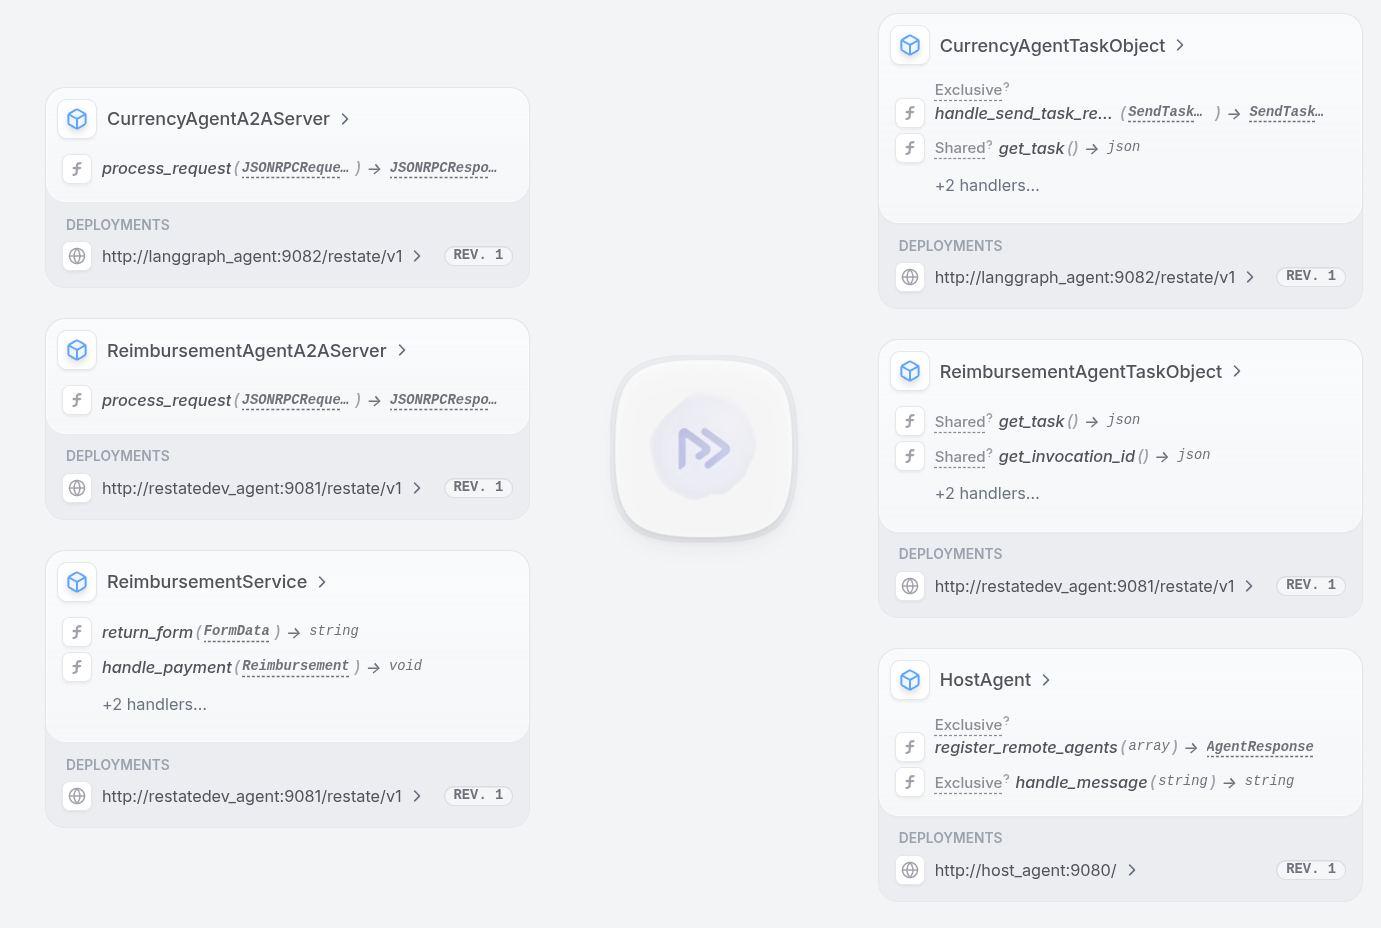 CurrencyAgentA2AServer
process_request(JSONRPCReque… ) → JSONRPCRespo…
DEPLOYMENTS
http://langgraph_agent:9082/restate/v1 REV. 1
ReimbursementAgentA2AServer
process_request(JSONRPCReque… ) → JSONRPCRespo…
DEPLOYMENTS
http://restatedev_agent:9081/restate/v1 REV. 1
ReimbursementService
return_form(FormData ) → string
handle_payment(Reimbursement ) → void
+2 handlers...
DEPLOYMENTS
http://restatedev_agent:9081/restate/v1 REV. 1
CurrencyAgentTaskObject
Exclusive?
handle_send_task_re... (SendTask… ) → SendTask…
Shared? get_task() → json
+2 handlers...
DEPLOYMENTS
http://langgraph_agent:9082/restate/v1 REV. 1
ReimbursementAgentTaskObject
Shared? get_task() → json
Shared? get_invocation_id() → json
+2 handlers...
DEPLOYMENTS
http://restatedev_agent:9081/restate/v1 REV. 1
HostAgent
Exclusive?
register_remote_agents(array) → AgentResponse
Exclusive? handle_message(string) → string
DEPLOYMENTS
http://host_agent:9080/ REV. 1